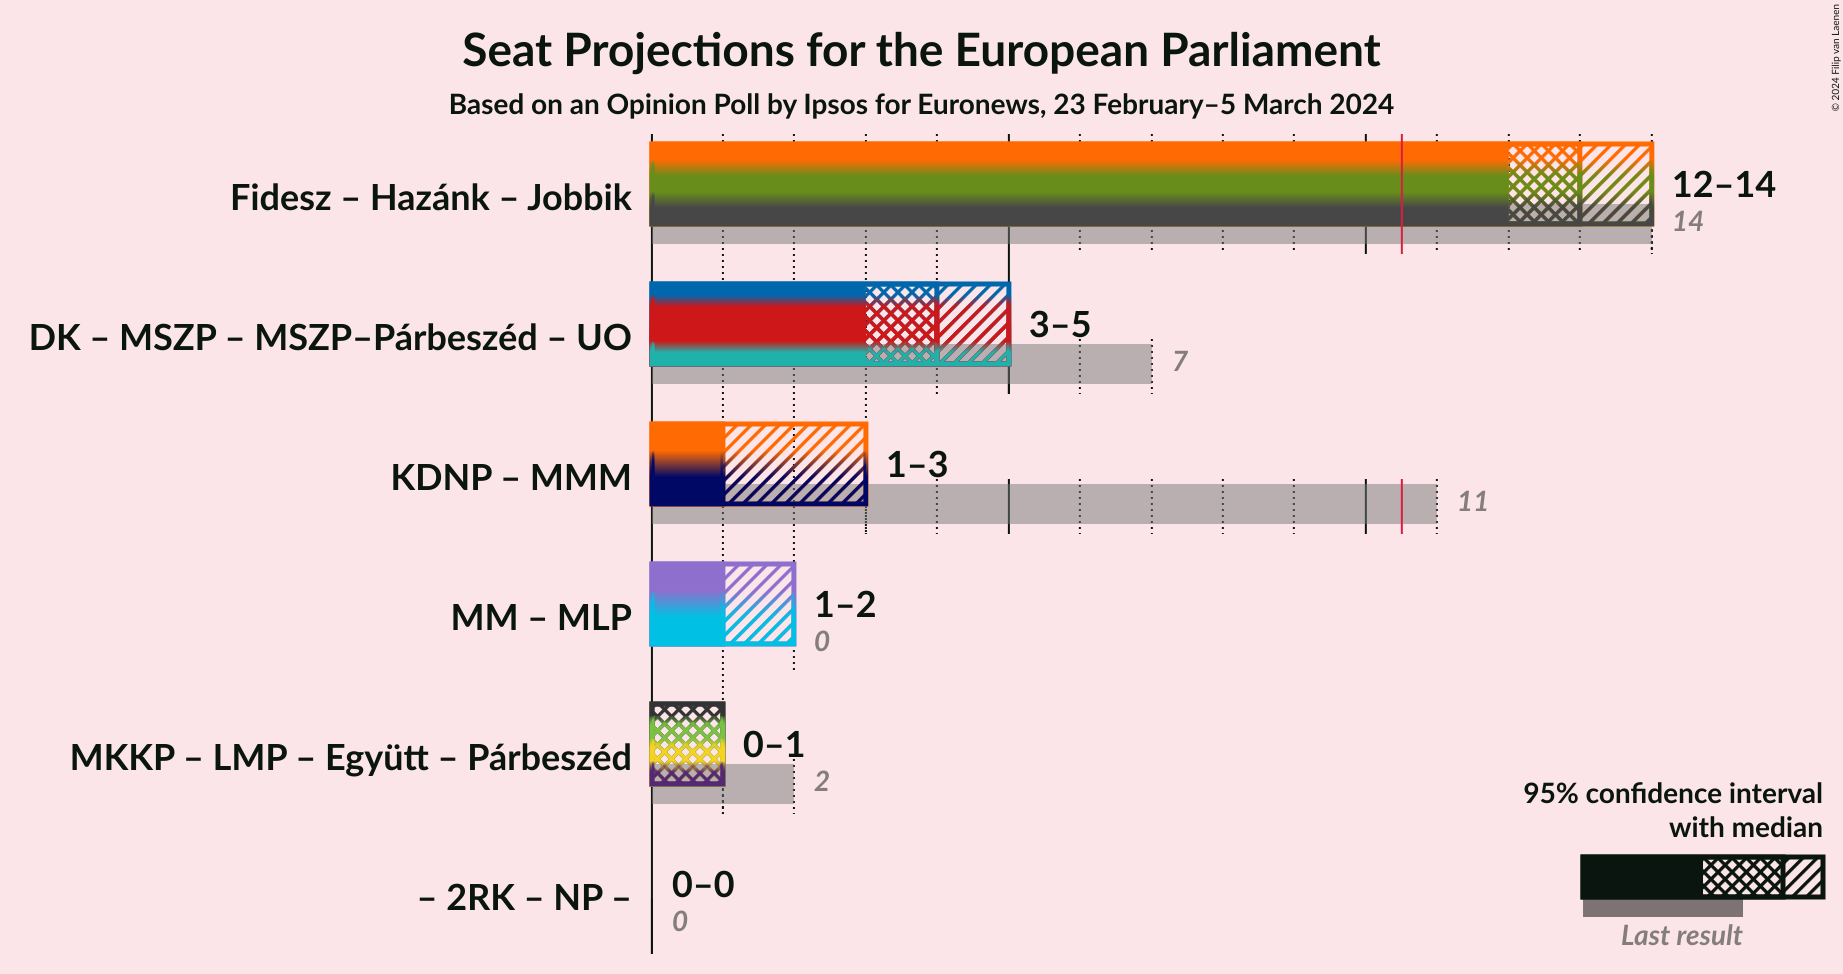 Seat Projections for the European Parliament
Based on an Opinion Poll by Ipsos for Euronews, 23 February–5 March 2024
© 2024 Filip van Laenen
Fidesz – Hazánk – Jobbik
12–14
14
DK – MSZP – MSZP–Párbeszéd – UO
3–5
7
KDNP – MMM
1–3
11
MM – MLP
1–2
0
MKKP – LMP – Együtt – Párbeszéd
0–1
2
– 2RK – NP –
0–0
0
95% confidence interval
with median
Last result